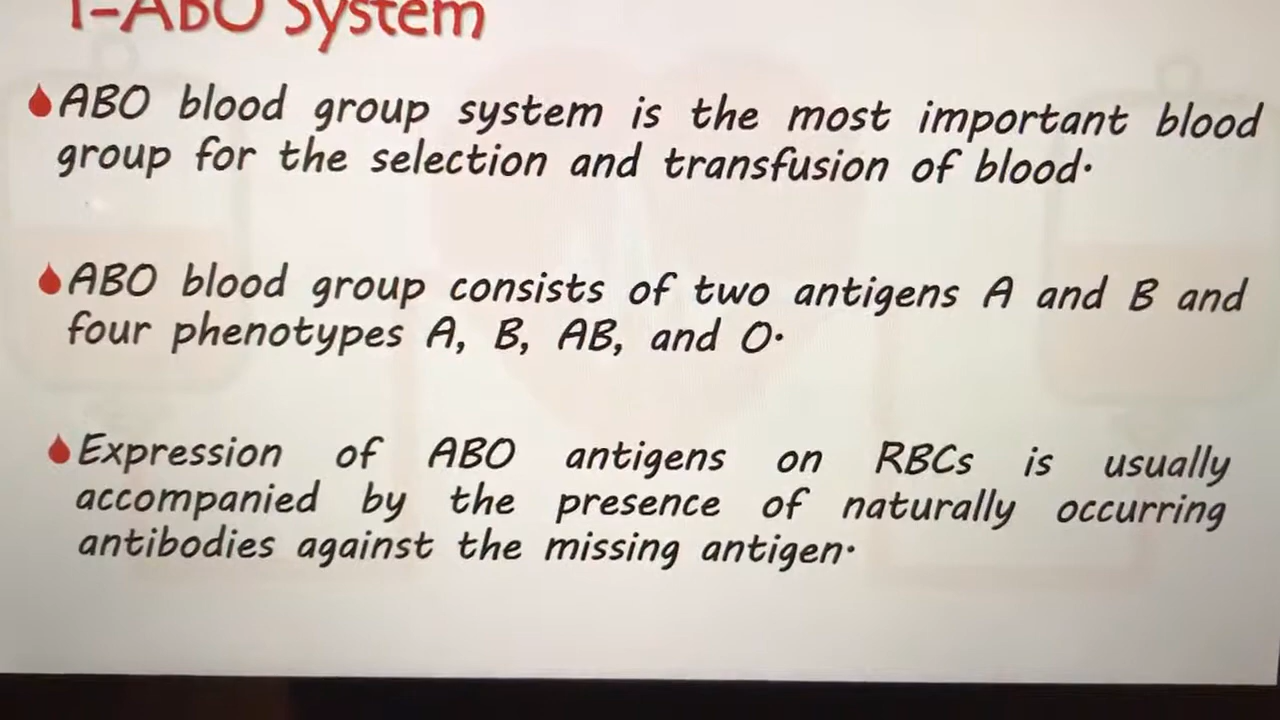 1-ABO System
ABO blood group system is the most important blood
group for the selection and transfusion of blood.
ABO blood group consists of two antigens A and B and
four phenotypes A, B, AB, and O.
Expression of ABO antigens on RBCs is usually
accompanied by the presence of naturally occurring
antibodies against the missing antigen.